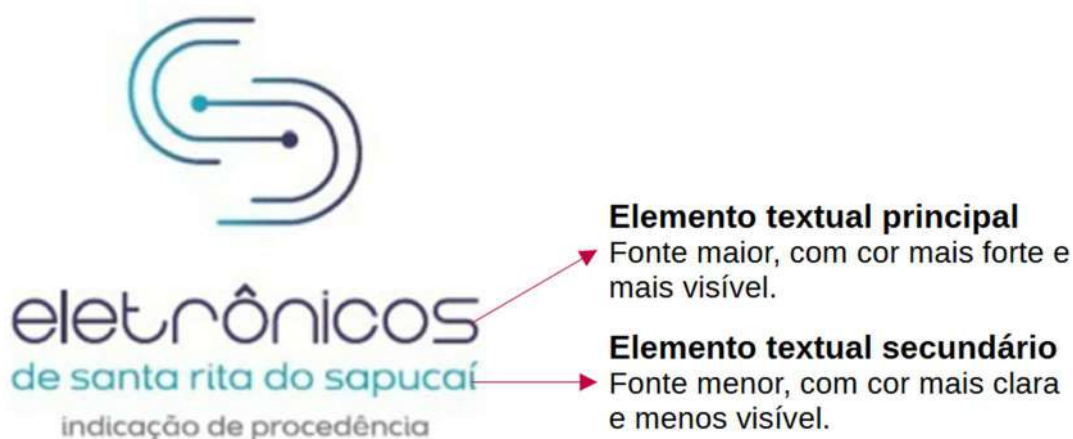 eletrônicos
de santa rita do sapucaí
indicação de procedência
Elemento textual principal
Fonte maior, com cor mais forte e
mais visível.
Elemento textual secundário
Fonte menor, com cor mais clara
e menos visível.